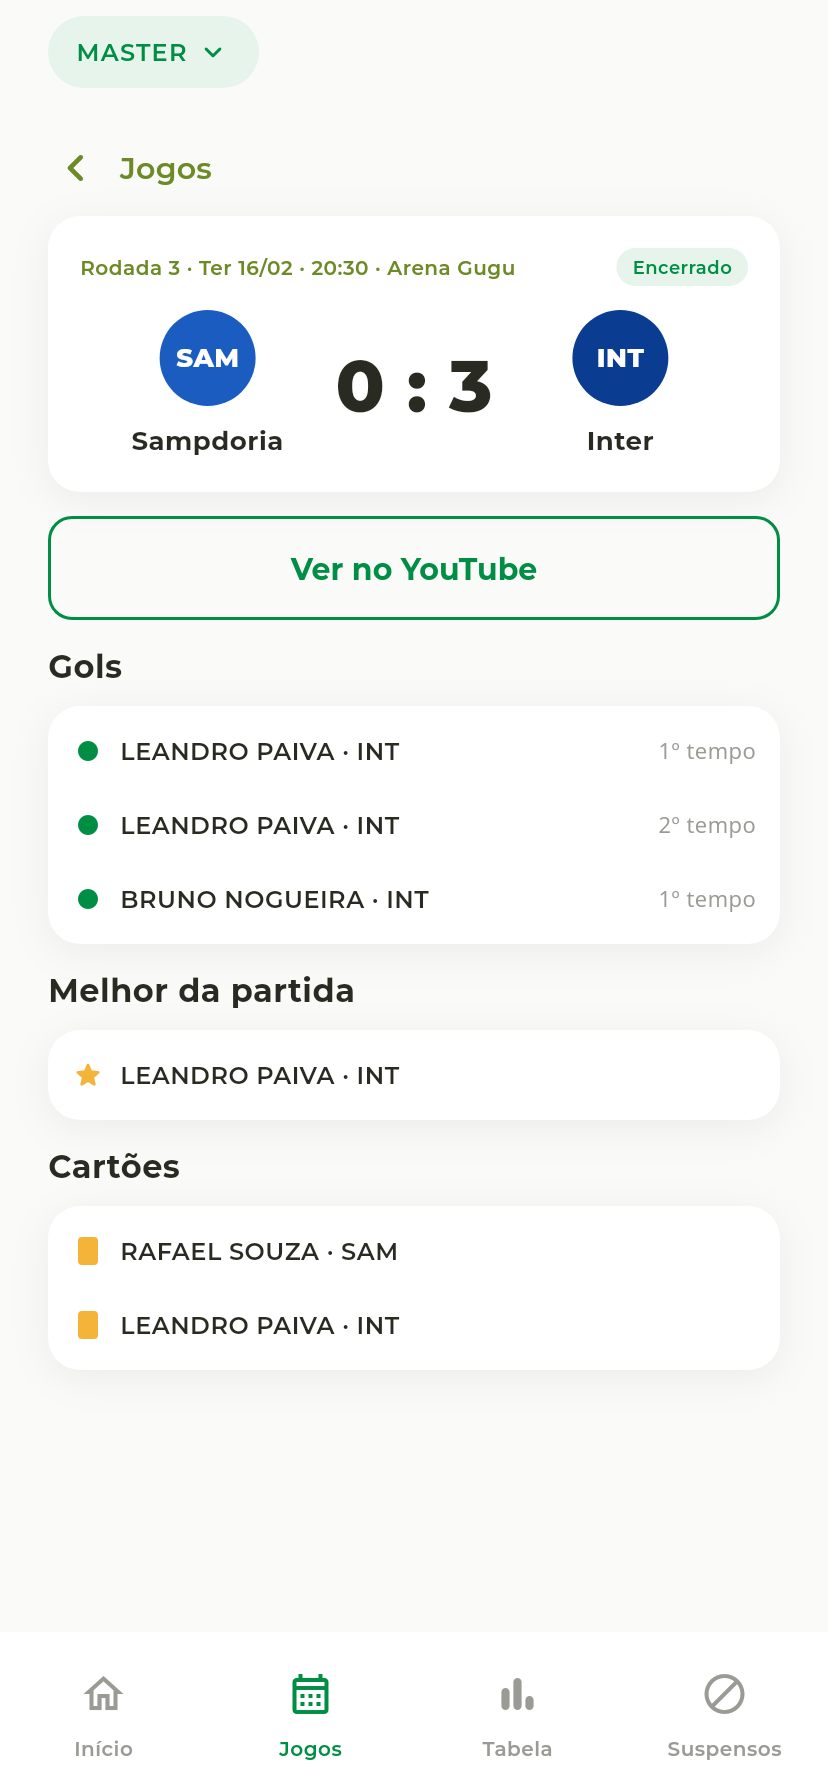 MASTER
Jogos
Rodada 3 · Ter 16/02 · 20:30 · Arena Gugu
Encerrado
SAM
0 : 3
INT
Sampdoria
Inter
Ver no YouTube
Gols
LEANDRO PAIVA · INT
1º tempo
LEANDRO PAIVA · INT
2º tempo
BRUNO NOGUEIRA · INT
1º tempo
Melhor da partida
LEANDRO PAIVA · INT
Cartões
RAFAEL SOUZA · SAM
LEANDRO PAIVA · INT
Início
Jogos
Tabela
Suspensos